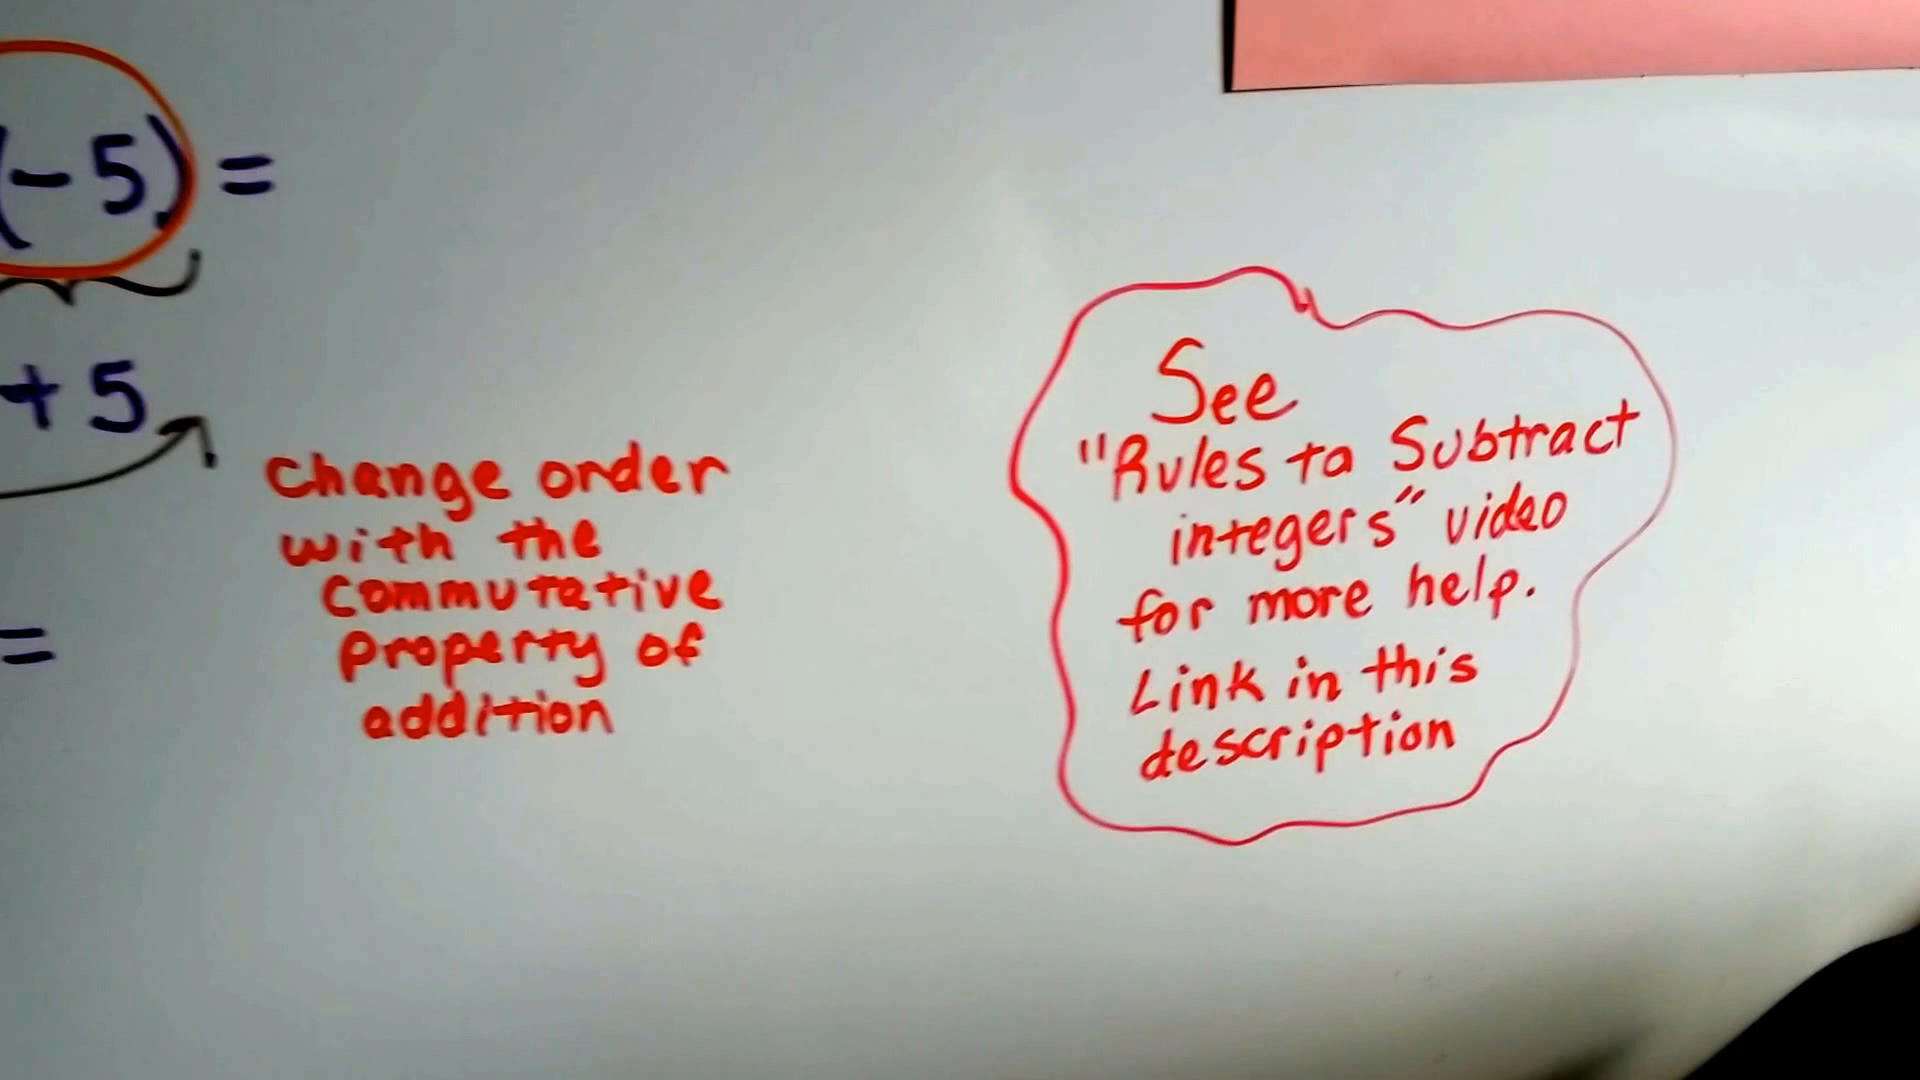 (-5) =
+ 5
=
change order
with the
commutative
property of
addition
See
"Rules to Subtract
integers" video
for more help.
Link in this
description